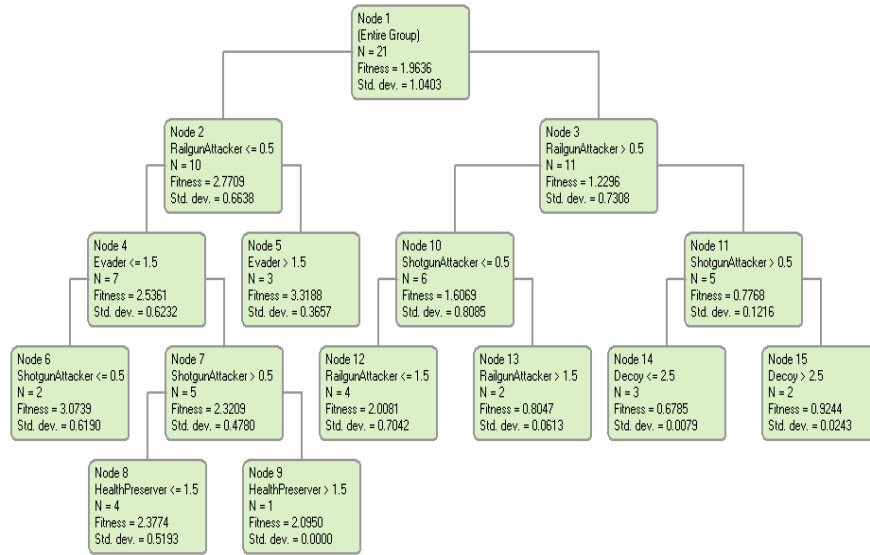 Node 1
(Entire Group)
N = 21
Fitness = 1.9636
Std. dev. = 1.0403
Node 2
RailgunAttacker <= 0.5
N = 10
Fitness = 2.7709
Std. dev. = 0.6638
Node 3
RailgunAttacker > 0.5
N = 11
Fitness = 1.2296
Std. dev. = 0.7308
Node 4
Evader <= 1.5
N = 7
Fitness = 2.5361
Std. dev. = 0.6232
Node 5
Evader > 1.5
N = 3
Fitness = 3.3188
Std. dev. = 0.3657
Node 10
ShotgunAttacker <= 0.5
N = 6
Fitness = 1.6069
Std. dev. = 0.8085
Node 11
ShotgunAttacker > 0.5
N = 5
Fitness = 0.7768
Std. dev. = 0.1216
Node 6
ShotgunAttacker <= 0.5
N = 2
Fitness = 3.0739
Std. dev. = 0.6190
Node 7
ShotgunAttacker > 0.5
N = 5
Fitness = 2.3209
Std. dev. = 0.4780
Node 12
RailgunAttacker <= 1.5
N = 4
Fitness = 2.0081
Std. dev. = 0.7042
Node 13
RailgunAttacker > 1.5
N = 2
Fitness = 0.8047
Std. dev. = 0.0613
Node 14
Decoy <= 2.5
N = 3
Fitness = 0.6785
Std. dev. = 0.0079
Node 15
Decoy > 2.5
N = 2
Fitness = 0.9244
Std. dev. = 0.0243
Node 8
HealthPreserver <= 1.5
N = 4
Fitness = 2.3774
Std. dev. = 0.5193
Node 9
HealthPreserver > 1.5
N = 1
Fitness = 2.0950
Std. dev. = 0.0000